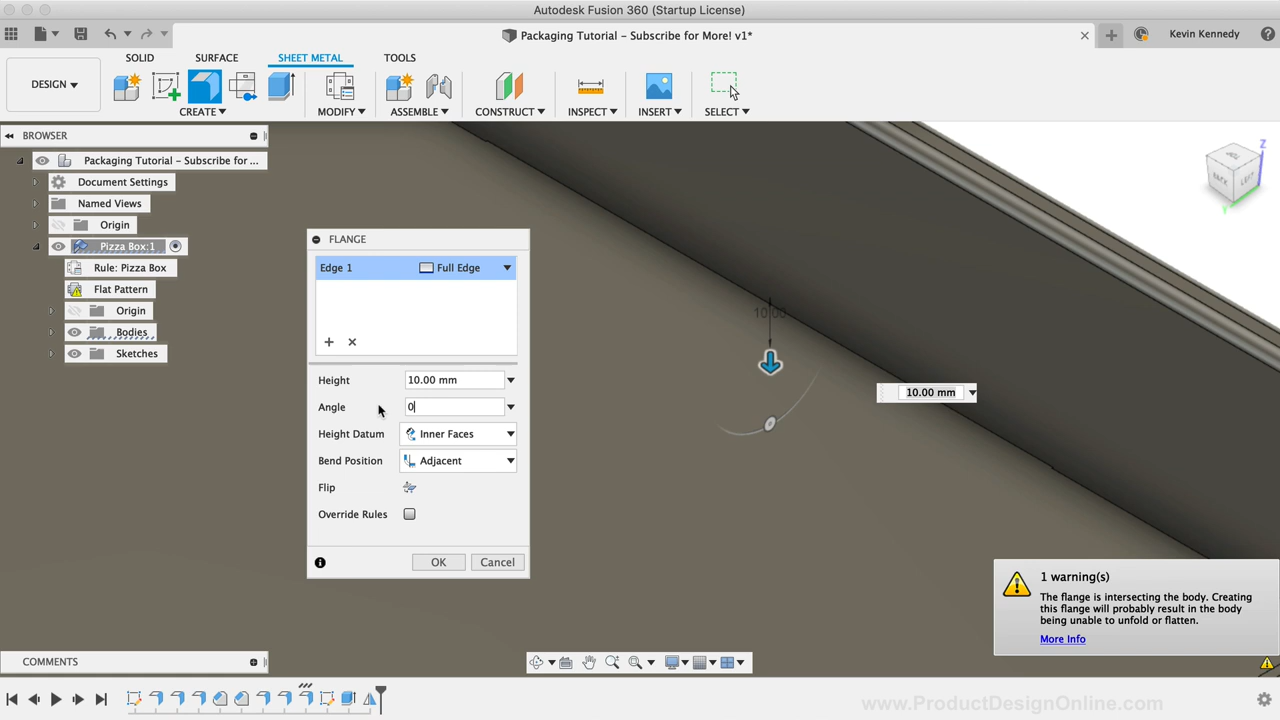 Autodesk Fusion 360 (Startup License)
Packaging Tutorial – Subscribe for More! v1*
Kevin Kennedy
DESIGN
SOLID
SURFACE
SHEET METAL
TOOLS
CREATE
MODIFY
ASSEMBLE
CONSTRUCT
INSPECT
INSERT
SELECT
BROWSER
Packaging Tutorial – Subscribe for ...
Document Settings
Named Views
Origin
Pizza Box:1
Rule: Pizza Box
Flat Pattern
Origin
Bodies
Sketches
FLANGE
Edge 1 Full Edge
Height 10.00 mm
Angle 0
Height Datum Inner Faces
Bend Position Adjacent
Flip
Override Rules
OK Cancel
10.00
10.00 mm
Z
BACK LEFT
Y
1 warning(s)
The flange is intersecting the body. Creating
this flange will probably result in the body
being unable to unfold or flatten.
More Info
COMMENTS
www.ProductDesignOnline.com